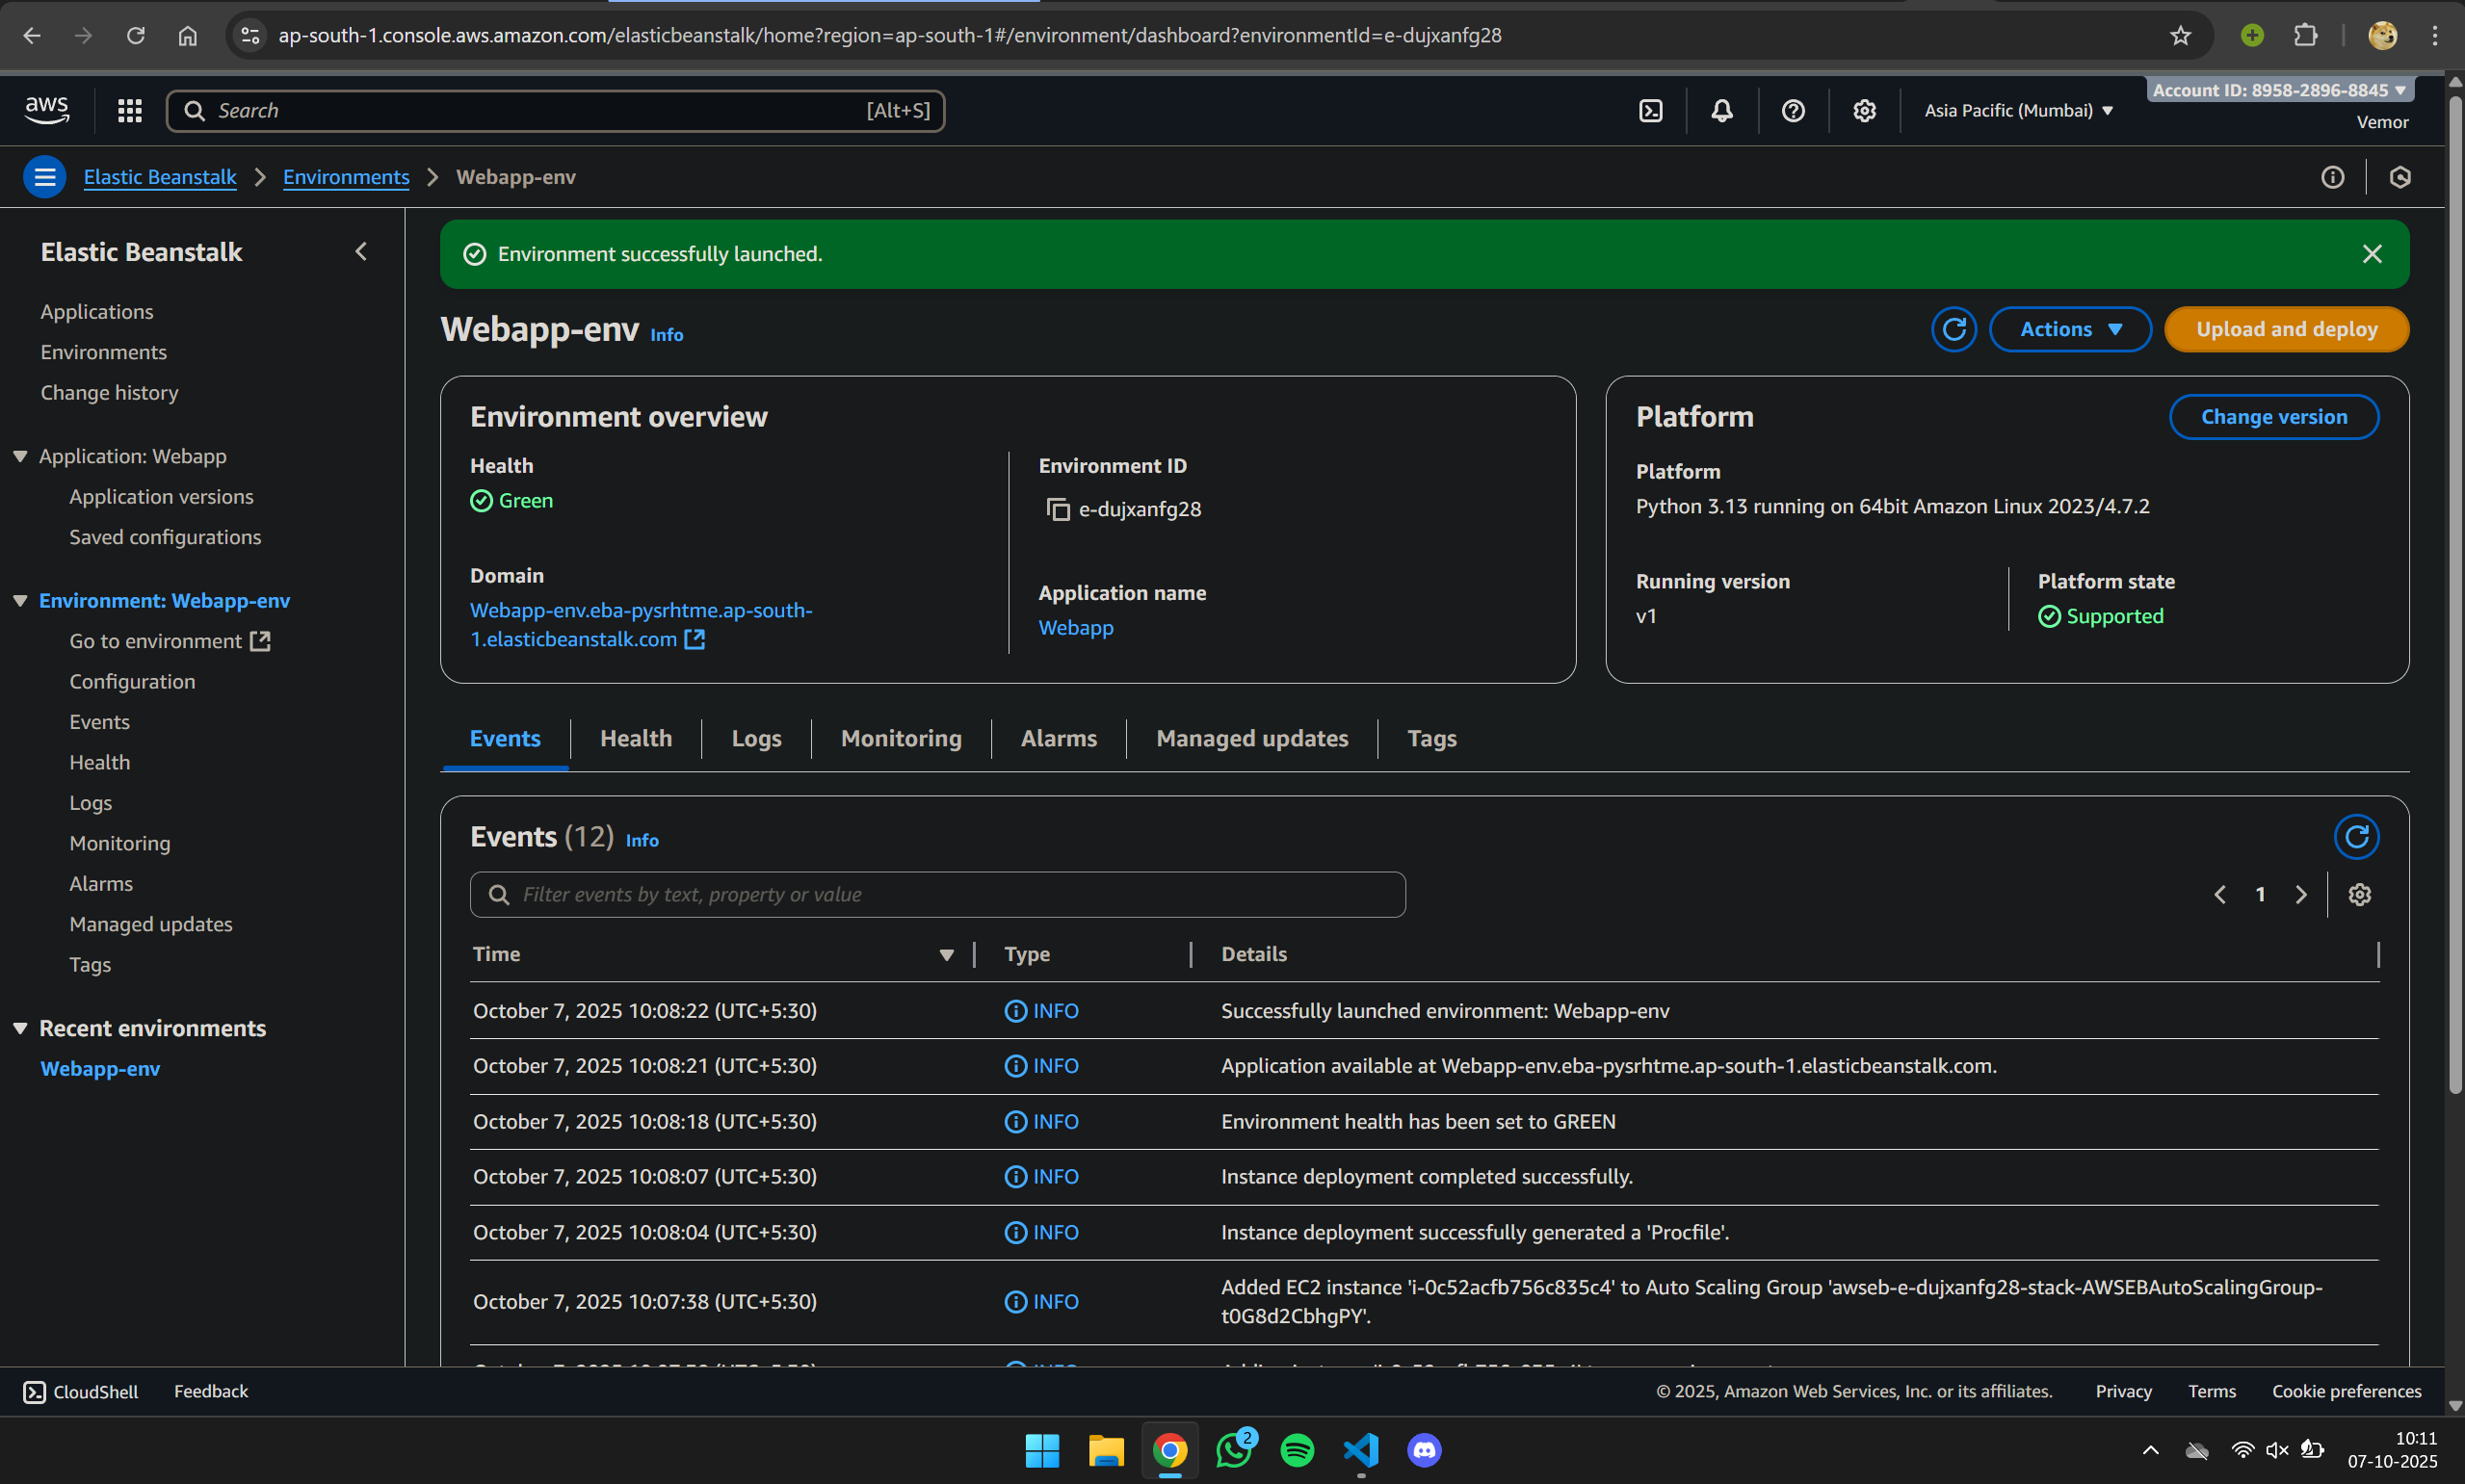 ap-south-1.console.aws.amazon.com/elasticbeanstalk/home?region=ap-south-1#/environment/dashboard?environmentId=e-dujxanfg28
aws
Search
[Alt+S]
Asia Pacific (Mumbai)
Account ID: 8958-2896-8845
Vemor
Elastic Beanstalk
Environments
Webapp-env
Elastic Beanstalk
Applications
Environments
Change history
Application: Webapp
Application versions
Saved configurations
Environment: Webapp-env
Go to environment
Configuration
Events
Health
Logs
Monitoring
Alarms
Managed updates
Tags
Recent environments
Webapp-env
Environment successfully launched.
Webapp-env Info
Actions
Upload and deploy
Environment overview
Health
Green
Domain
Webapp-env.eba-pysrhtme.ap-south-
1.elasticbeanstalk.com
Environment ID
e-dujxanfg28
Application name
Webapp
Platform
Change version
Platform
Python 3.13 running on 64bit Amazon Linux 2023/4.7.2
Running version
v1
Platform state
Supported
Events
Health
Logs
Monitoring
Alarms
Managed updates
Tags
Events (12) Info
Filter events by text, property or value
1
Time Type Details
October 7, 2025 10:08:22 (UTC+5:30) INFO Successfully launched environment: Webapp-env
October 7, 2025 10:08:21 (UTC+5:30) INFO Application available at Webapp-env.eba-pysrhtme.ap-south-1.elasticbeanstalk.com.
October 7, 2025 10:08:18 (UTC+5:30) INFO Environment health has been set to GREEN
October 7, 2025 10:08:07 (UTC+5:30) INFO Instance deployment completed successfully.
October 7, 2025 10:08:04 (UTC+5:30) INFO Instance deployment successfully generated a 'Procfile'.
October 7, 2025 10:07:38 (UTC+5:30) INFO Added EC2 instance 'i-0c52acfb756c835c4' to Auto Scaling Group 'awseb-e-dujxanfg28-stack-AWSEBAutoScalingGroup-
t0G8d2CbhgPY'.
CloudShell
Feedback
© 2025, Amazon Web Services, Inc. or its affiliates.
Privacy
Terms
Cookie preferences
2
10:11
07-10-2025